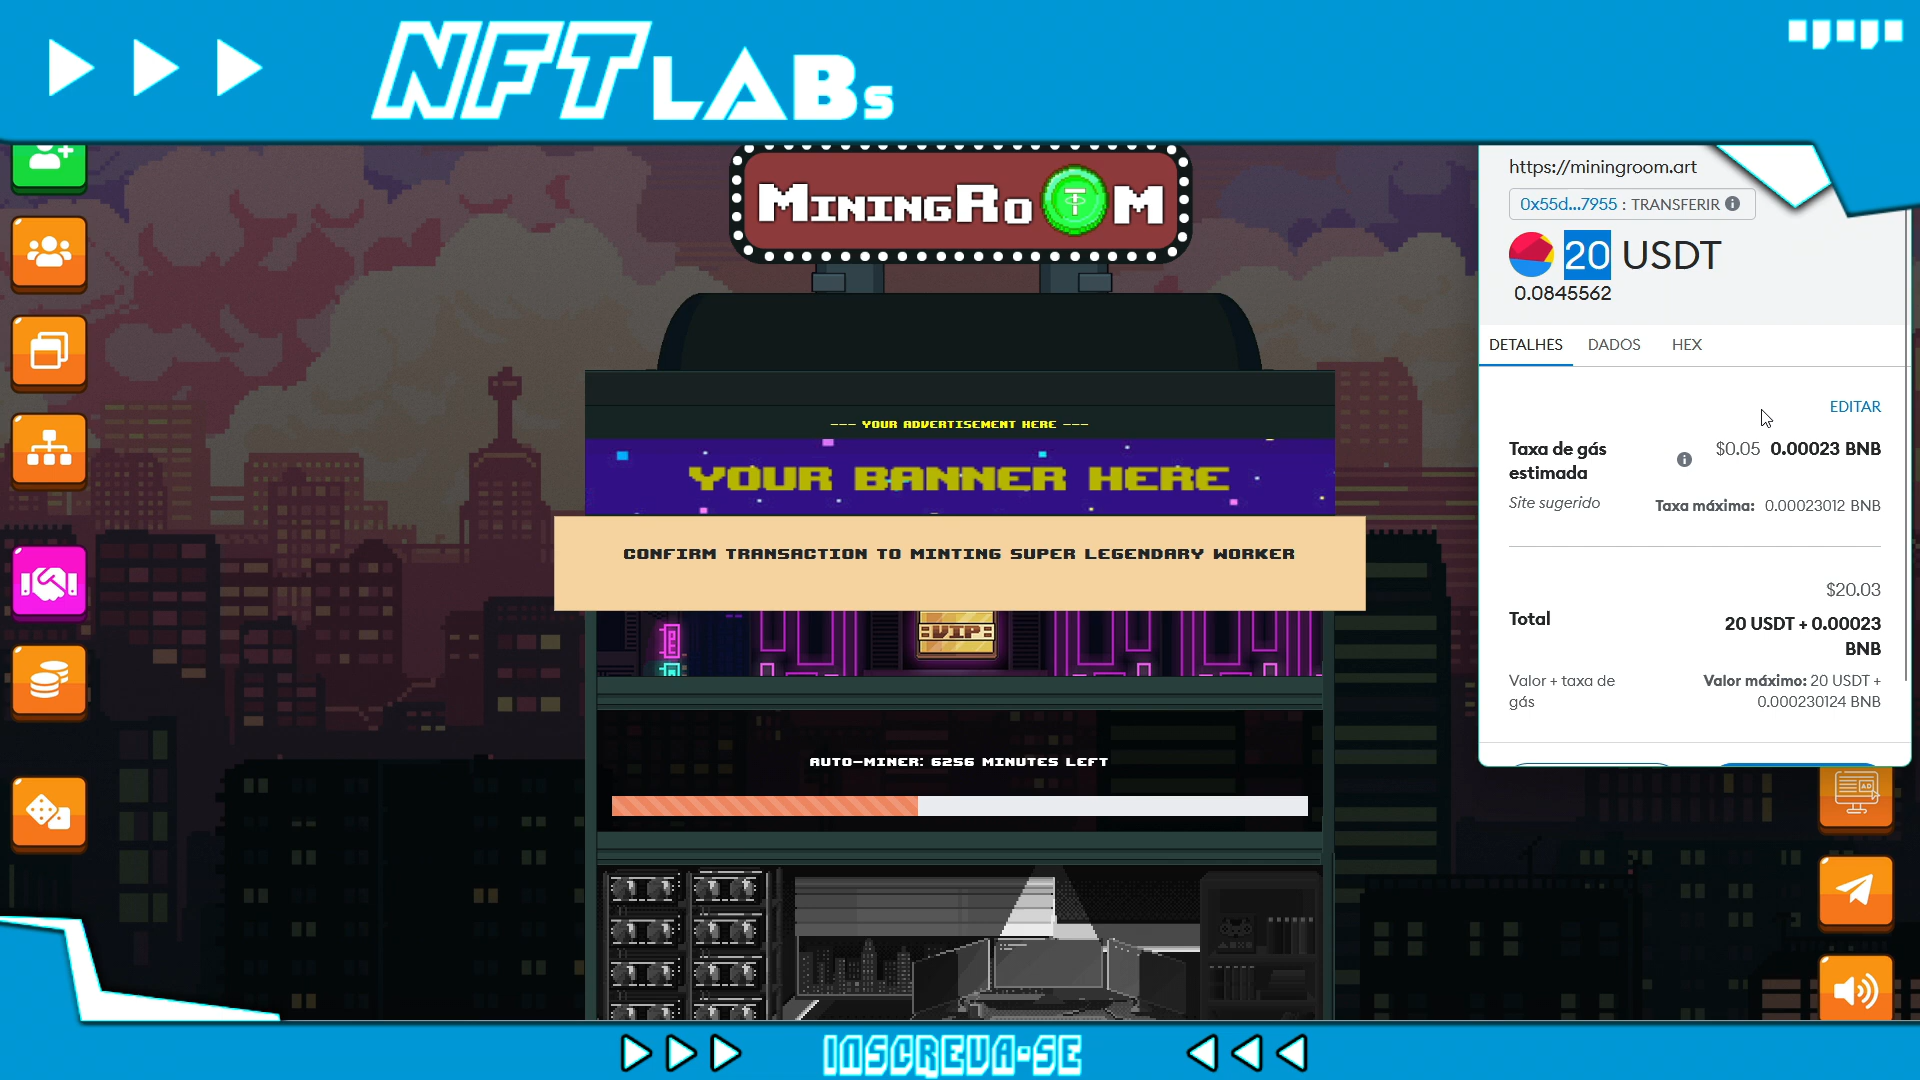 NFT LABs
MININGROOM
https://miningroom.art
0x55d...7955 : TRANSFERIR
20 USDT
0.0845562
DETALHES DADOS HEX
EDITAR
Taxa de gás estimada
$0.05 0.00023 BNB
Site sugerido
Taxa máxima: 0.00023012 BNB
$20.03
Total
20 USDT + 0.00023 BNB
Valor + taxa de gás
Valor máximo: 20 USDT + 0.000230124 BNB
--- YOUR ADVERTISEMENT HERE ---
YOUR BANNER HERE
CONFIRM TRANSACTION TO MINTING SUPER LEGENDARY WORKER
VIP
AUTO-MINER: 6256 MINUTES LEFT
AD
INSCREVA-SE